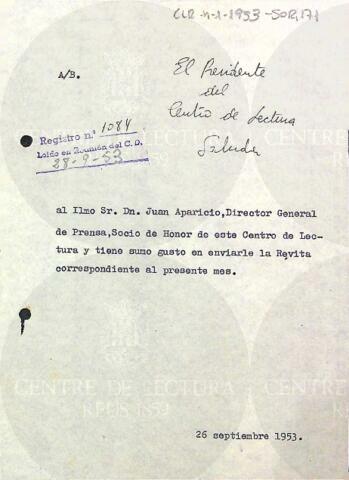 CLR-n-1-1953-SOR,171
A/B.
El Presidente
del
Centro de Lectura
Saluda
Registro n.º 1084
Leído en Reunión del C.D.
28-9-53
al Ilmo Sr. Dn. Juan Aparicio,Director General
de Prensa,Socio de Honor de este Centro de Lec-
tura y tiene sumo gusto en enviarle la Revita
correspondiente al presente mes.
CENTRE DE LECTURA
REUS 1859
26 septiembre 1953.